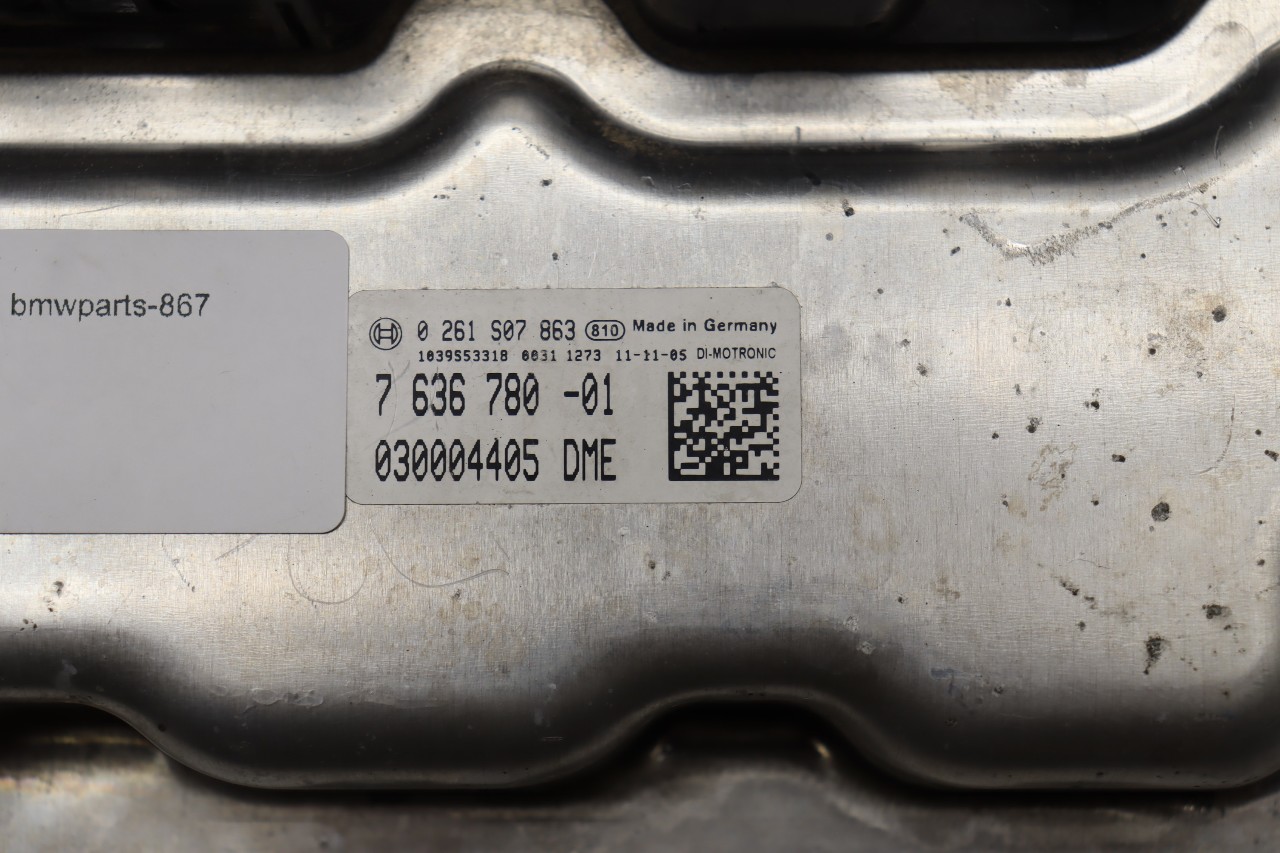 bmwparts-867
0 261 S07 863 810 Made in Germany
1039S53318 0031 1273 11-11-05 DI-MOTRONIC
7 636 780 -01
030004405 DME